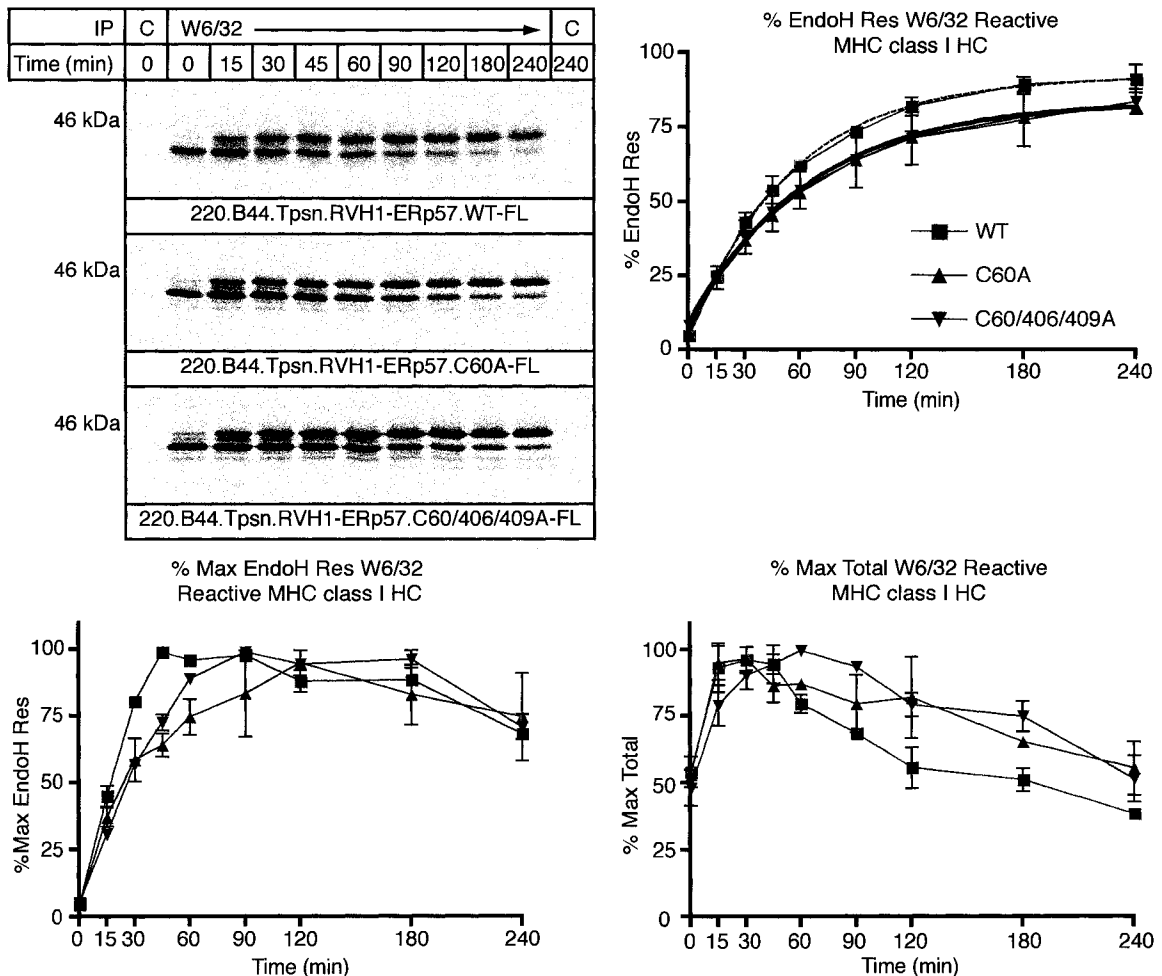 IP C W6/32 C
Time (min) 0 0 15 30 45 60 90 120 180 240 240
46 kDa
220.B44.Tpsn.RVH1-ERp57.WT-FL
46 kDa
220.B44.Tpsn.RVH1-ERp57.C60A-FL
46 kDa
220.B44.Tpsn.RVH1-ERp57.C60/406/409A-FL
% EndoH Res W6/32 Reactive
MHC class I HC
% EndoH Res
100
75
50
25
0
WT
C60A
C60/406/409A
0 15 30 60 90 120 180 240
Time (min)
% Max EndoH Res W6/32
Reactive MHC class I HC
%Max EndoH Res
100
75
50
25
0
0 15 30 60 90 120 180 240
Time (min)
% Max Total W6/32 Reactive
MHC class I HC
% Max Total
100
75
50
25
0
0 15 30 60 90 120 180 240
Time (min)